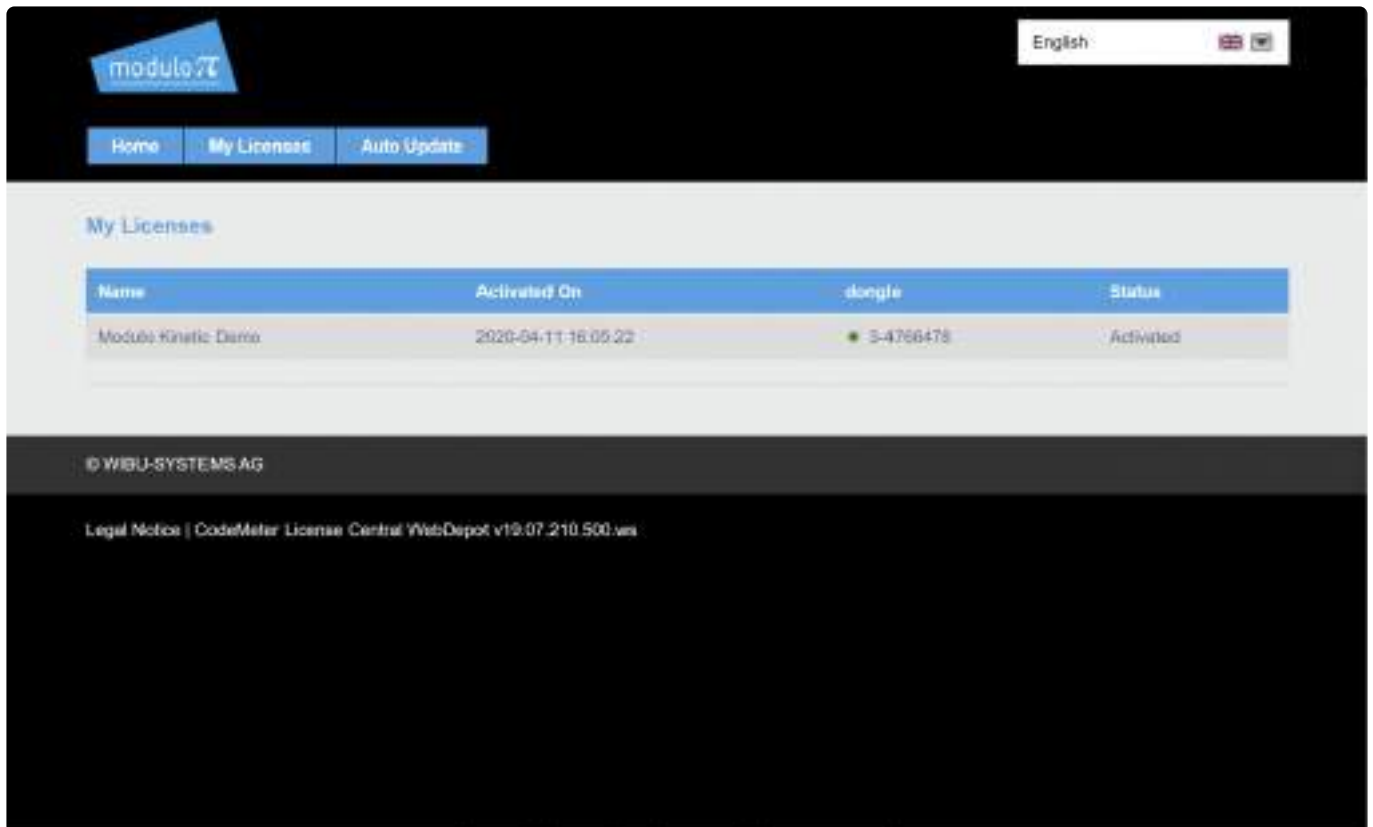 moduloπ
English
Home My Licenses Auto Update
My Licenses
Name Activated On dongle Status
Modulo Kinetic Demo 2020-04-11 16:05:22 3-4766478 Activated
© WIBU-SYSTEMS AG
Legal Notice | CodeMeter License Central WebDepot v19.07.210.500.ws